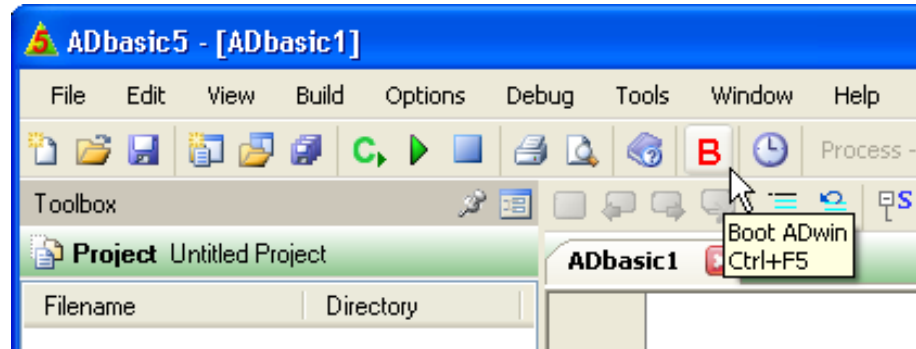 ADbasic5 - [ADbasic1]
File Edit View Build Options Debug Tools Window Help
C B Process -
Toolbox
S
Project Untitled Project
ADbasic1
Boot ADwin
Ctrl+F5
Filename Directory